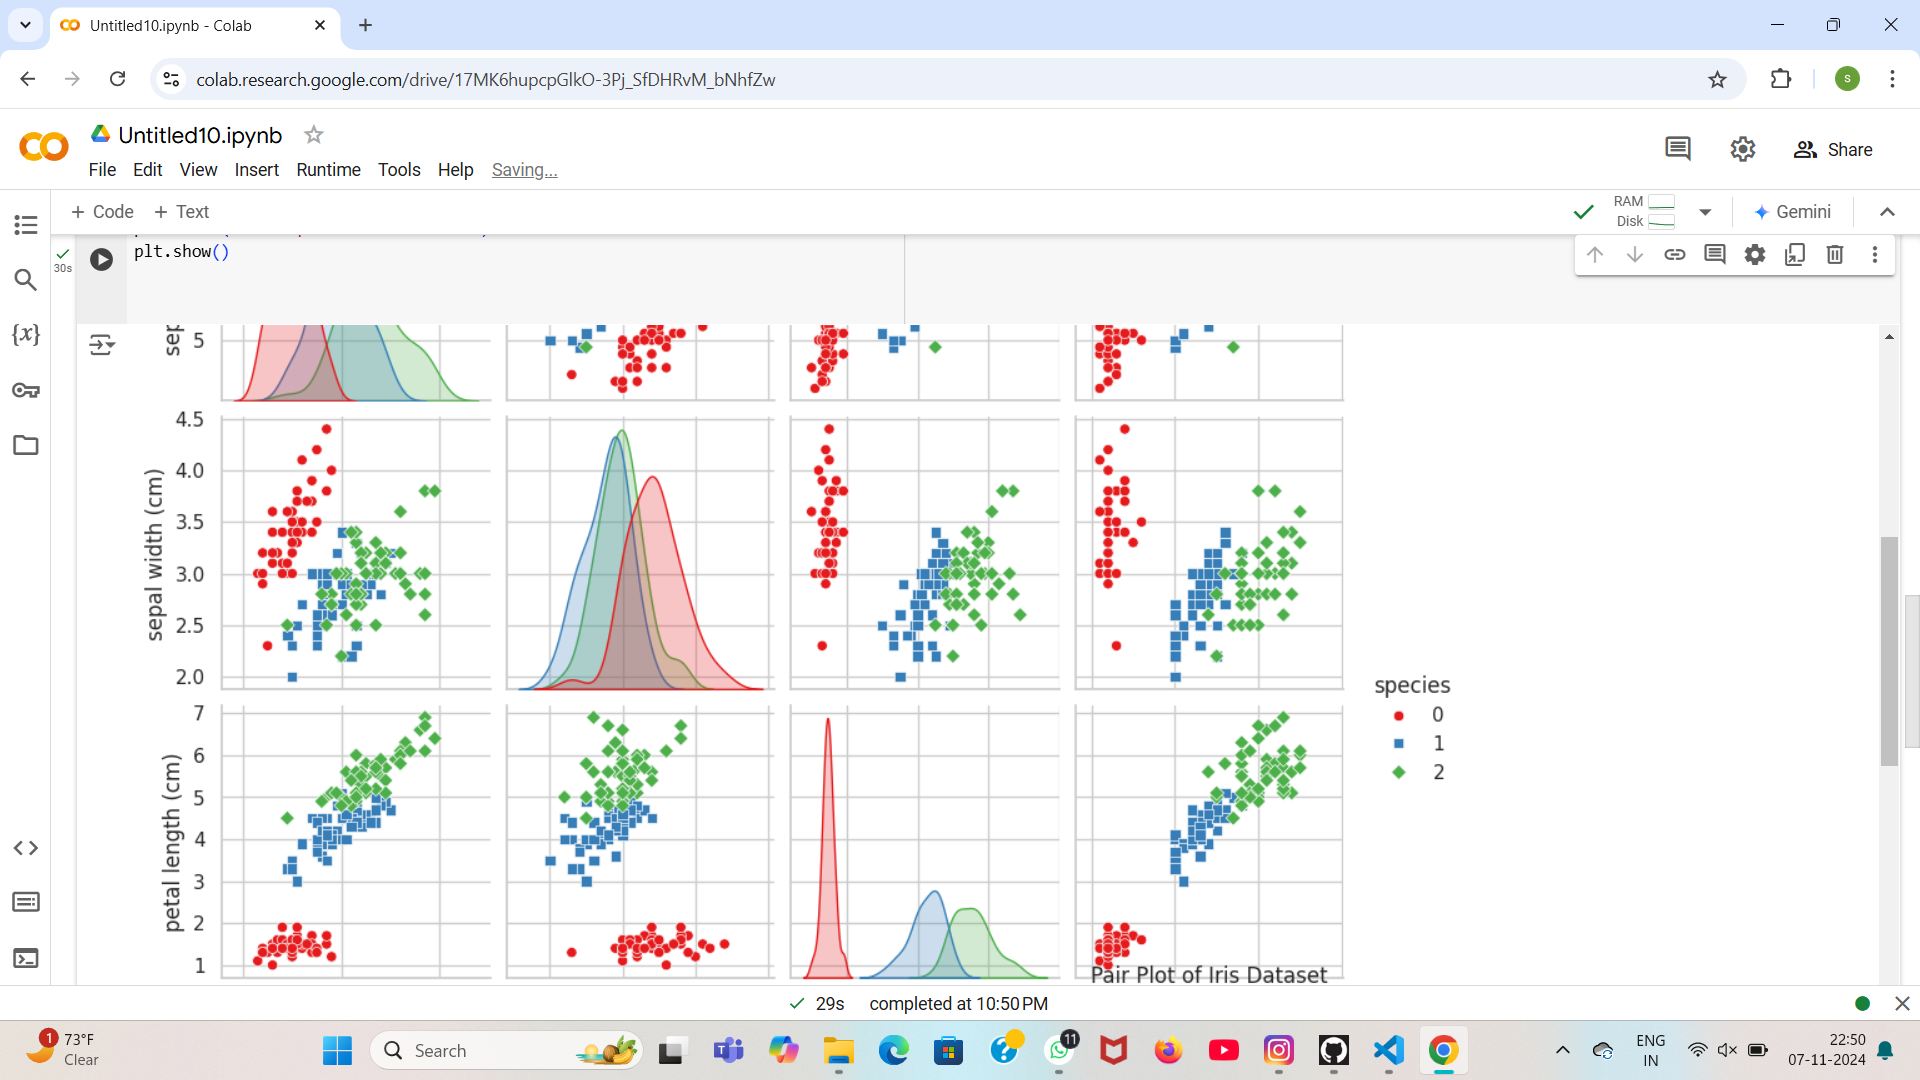 Untitled10.ipynb - Colab
colab.research.google.com/drive/17MK6hupcpGlkO-3Pj_SfDHRvM_bNhfZw
S
Untitled10.ipynb
File Edit View Insert Runtime Tools Help Saving...
Share
+ Code + Text
RAM
Disk
Gemini
plt.show()
30s
{x}
sep
5
4.5
4.0
3.5
3.0
2.5
2.0
sepal width (cm)
7
6
5
4
3
2
1
petal length (cm)
species
0
1
2
Pair Plot of Iris Dataset
29s completed at 10:50 PM
1
73°F
Clear
Search
11
ENG
IN
22:50
07-11-2024